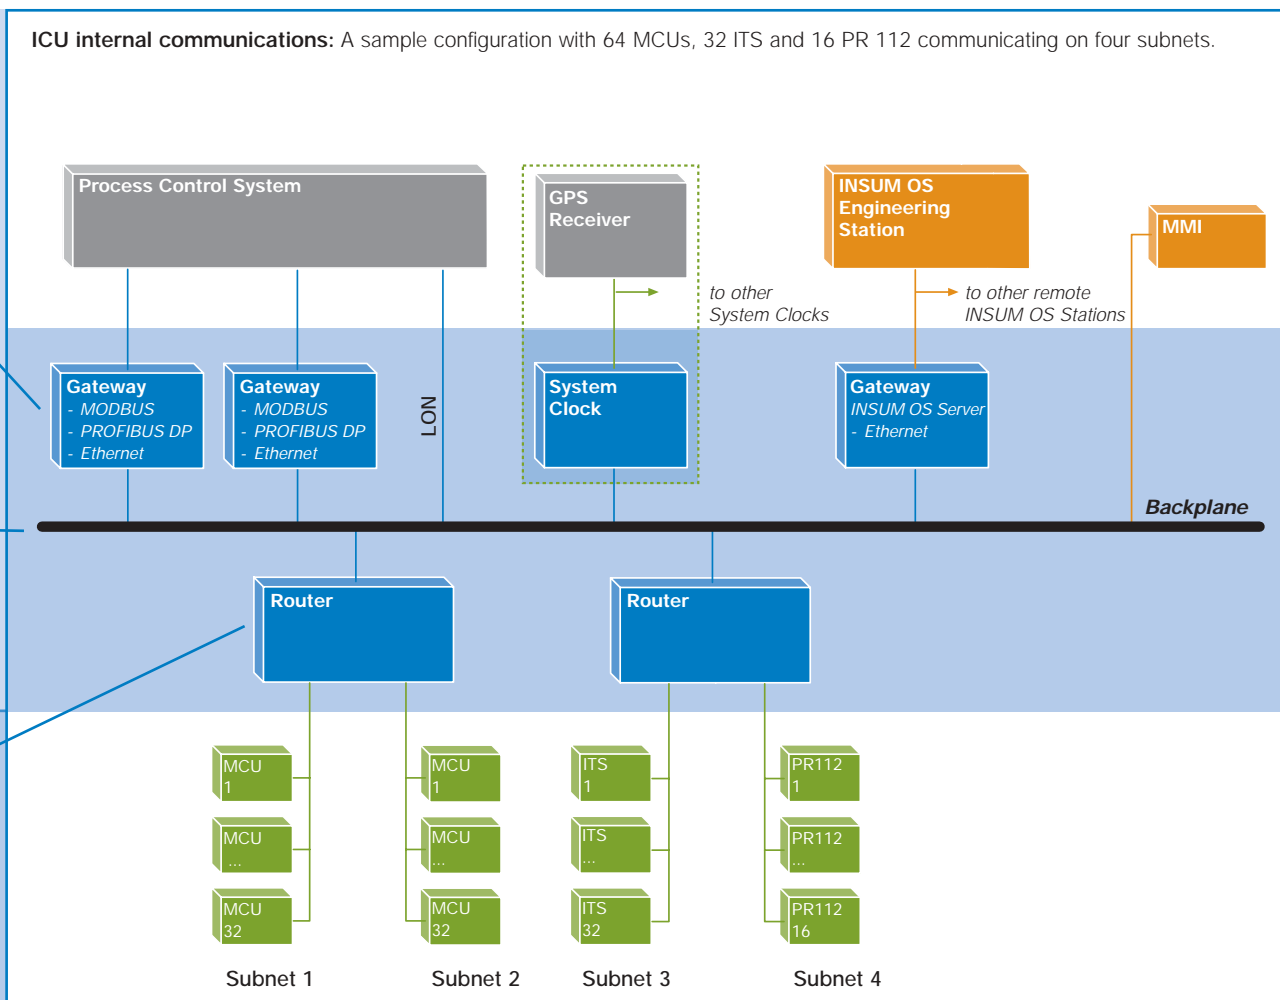 ICU internal communications: A sample configuration with 64 MCUs, 32 ITS and 16 PR 112 communicating on four subnets.
Process Control System
GPS
Receiver
INSUM OS
Engineering
Station
MMI
to other
System Clocks
to other remote
INSUM OS Stations
Gateway
- MODBUS
- PROFIBUS DP
- Ethernet
Gateway
- MODBUS
- PROFIBUS DP
- Ethernet
LON
System
Clock
Gateway
INSUM OS Server
- Ethernet
Backplane
Router
Router
MCU
1
MCU
...
MCU
32
MCU
1
MCU
...
MCU
32
ITS
1
ITS
...
ITS
32
PR112
1
PR112
...
PR112
16
Subnet 1
Subnet 2
Subnet 3
Subnet 4